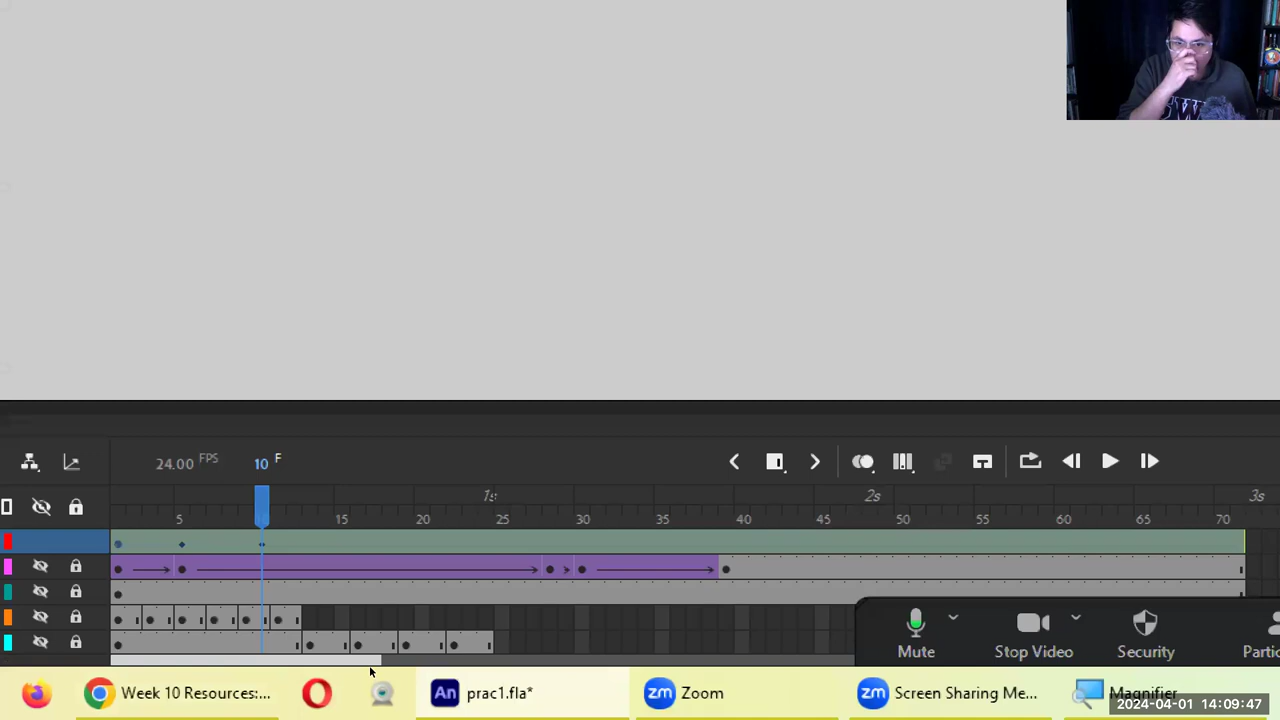 24.00 FPS 10 F
1s 2s 3s
5 15 20 25 30 35 40 45 50 55 60 65 70
Mute Stop Video Security Partic
Week 10 Resources:... An prac1.fla* zm Zoom zm Screen Sharing Me... Magnifier
2024-04-01 14:09:47